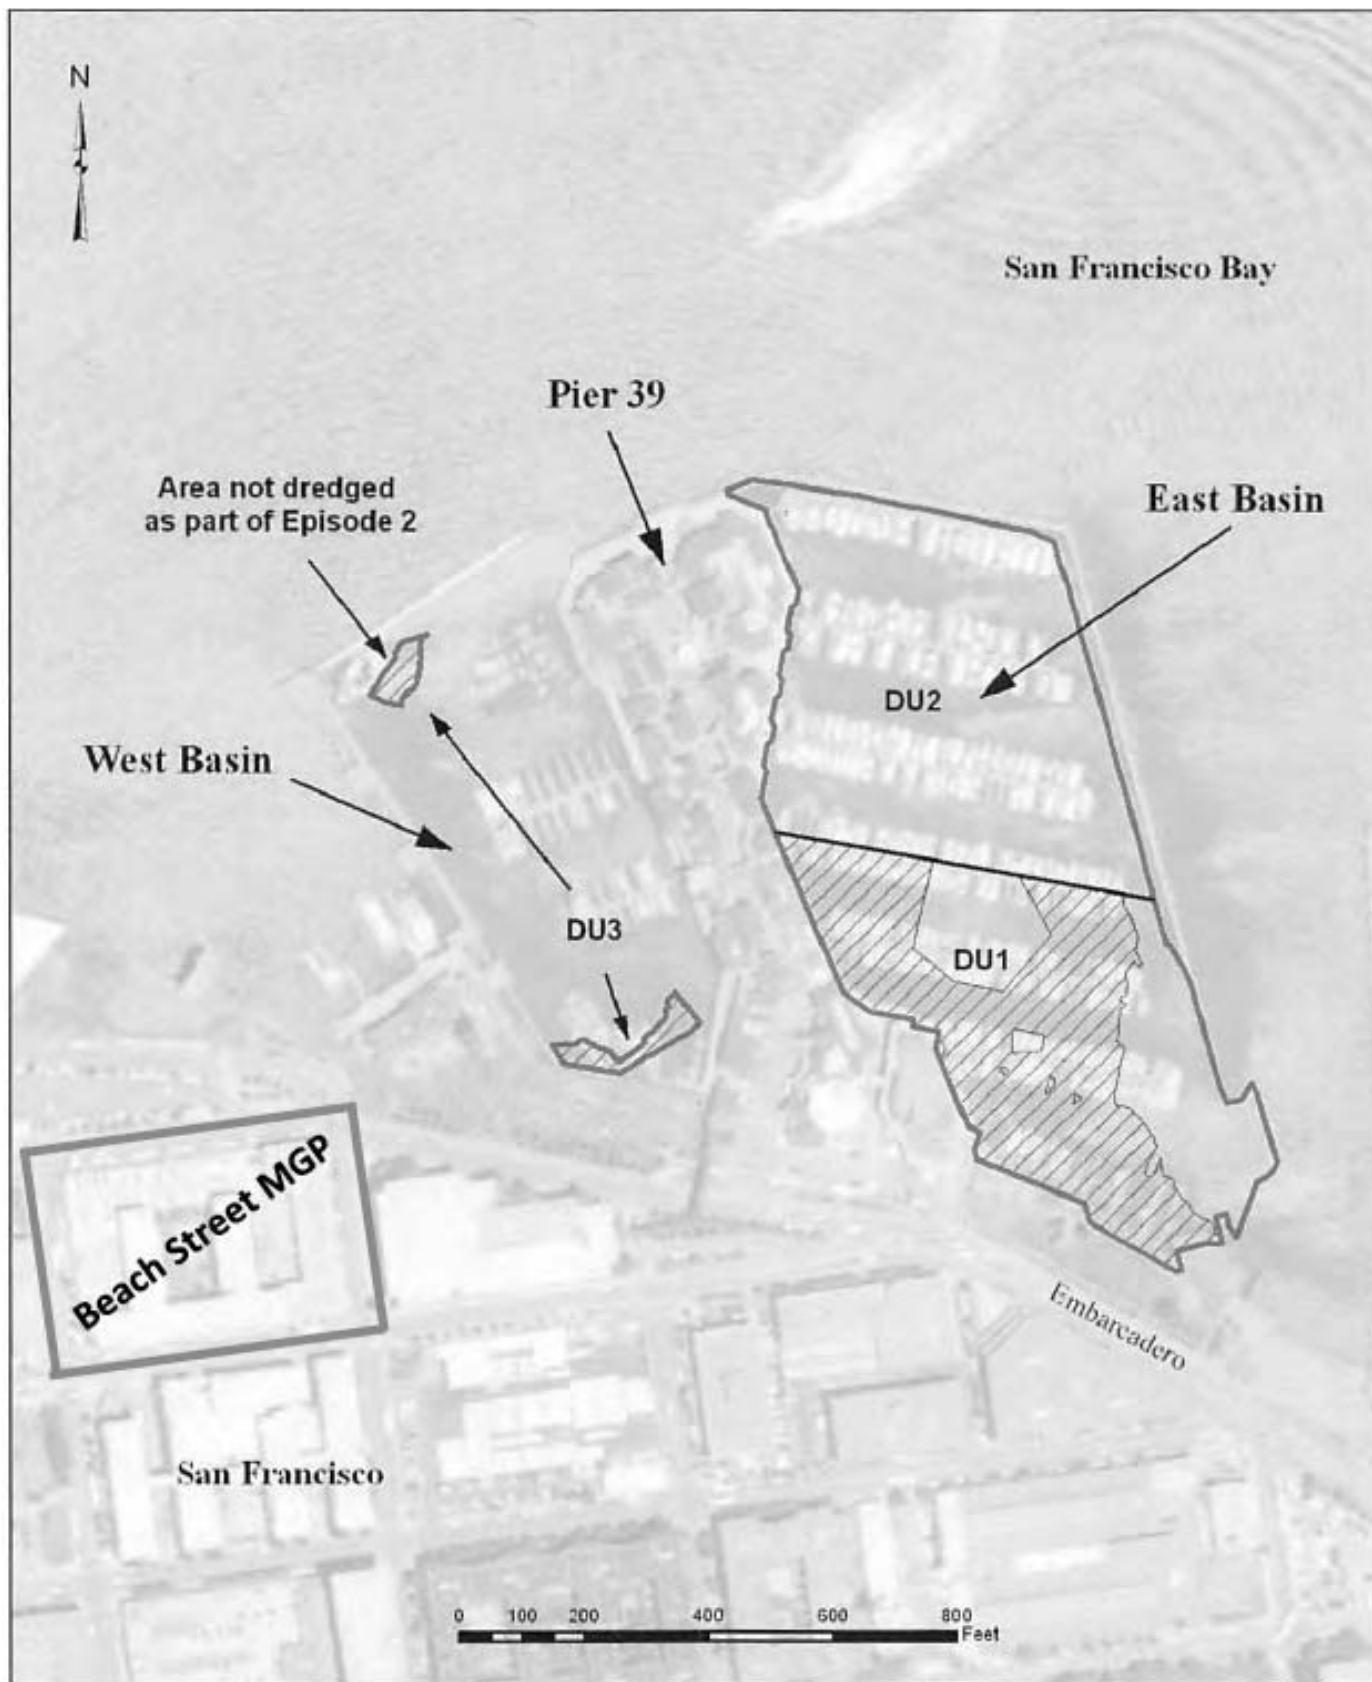 N
San Francisco Bay
Pier 39
Area not dredged
as part of Episode 2
East Basin
DU2
West Basin
DU3
DU1
Beach Street MGP
Embarcadero
San Francisco
0 100 200 400 600 800
Feet